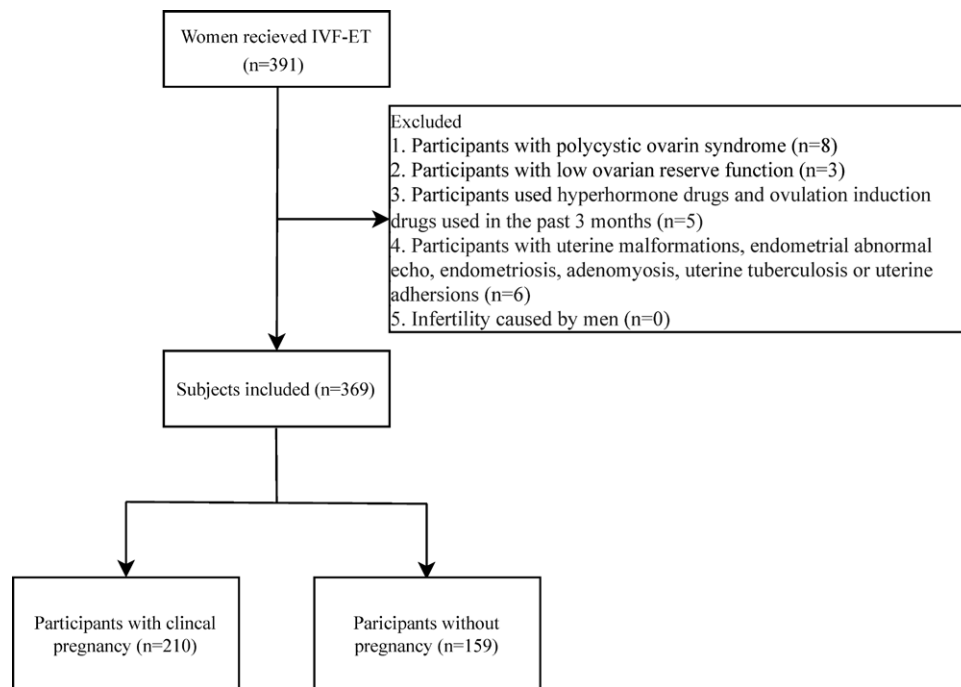 Women recieved IVF-ET
(n=391)
Excluded
1. Participants with polycystic ovarin syndrome (n=8)
2. Participants with low ovarian reserve function (n=3)
3. Participants used hyperhormone drugs and ovulation induction
drugs used in the past 3 months (n=5)
4. Participants with uterine malformations, endometrial abnormal
echo, endometriosis, adenomyosis, uterine tuberculosis or uterine
adhersions (n=6)
5. Infertility caused by men (n=0)
Subjects included (n=369)
Participants with clincal
pregnancy (n=210)
Paricipants without
pregnancy (n=159)